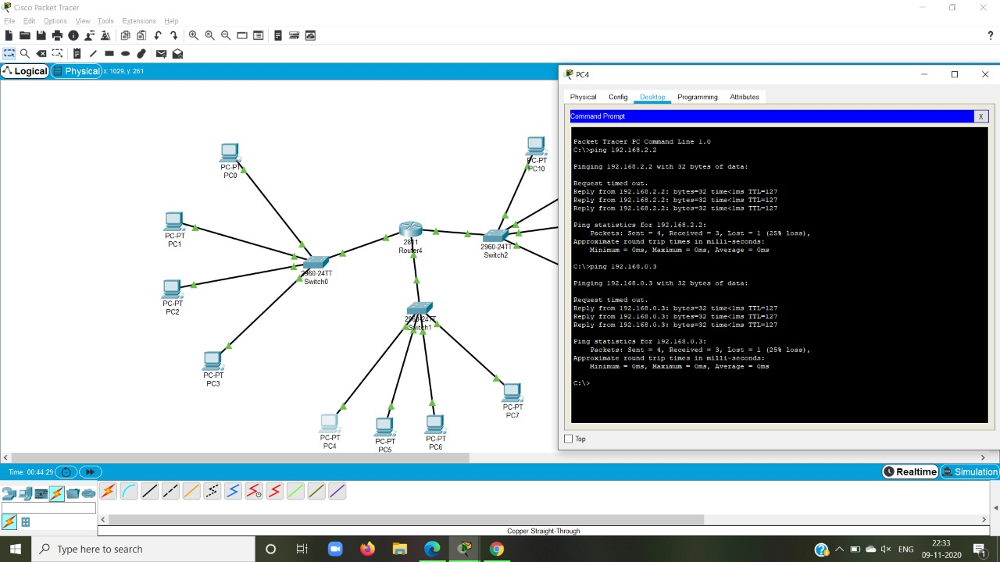 Cisco Packet Tracer
File Edit Options View Tools Extensions Help
?
Logical Physical x: 1029, y: 261
PC4
Physical Config Desktop Programming Attributes
Command Prompt X
Packet Tracer PC Command Line 1.0
C:\>ping 192.168.2.2
Pinging 192.168.2.2 with 32 bytes of data:
Request timed out.
Reply from 192.168.2.2: bytes=32 time<1ms TTL=127
Reply from 192.168.2.2: bytes=32 time<1ms TTL=127
Reply from 192.168.2.2: bytes=32 time<1ms TTL=127
Ping statistics for 192.168.2.2:
Packets: Sent = 4, Received = 3, Lost = 1 (25% loss),
Approximate round trip times in milli-seconds:
Minimum = 0ms, Maximum = 0ms, Average = 0ms
C:\>ping 192.168.0.3
Pinging 192.168.0.3 with 32 bytes of data:
Request timed out.
Reply from 192.168.0.3: bytes=32 time<1ms TTL=127
Reply from 192.168.0.3: bytes=32 time<1ms TTL=127
Reply from 192.168.0.3: bytes=32 time<1ms TTL=127
Ping statistics for 192.168.0.3:
Packets: Sent = 4, Received = 3, Lost = 1 (25% loss),
Approximate round trip times in milli-seconds:
Minimum = 0ms, Maximum = 0ms, Average = 0ms
C:\>
Top
PC-PT
PC0
PC-PT
PC10
PC-PT
PC1
2811
Router4
2960-24TT
Switch2
2960-24TT
Switch0
PC-PT
PC2
2960-24TT
Switch1
PC-PT
PC3
PC-PT
PC7
PC-PT
PC4
PC-PT
PC5
PC-PT
PC6
Time: 00:44:29
Realtime Simulation
Copper Straight-Through
Type here to search
ENG
22:33
09-11-2020